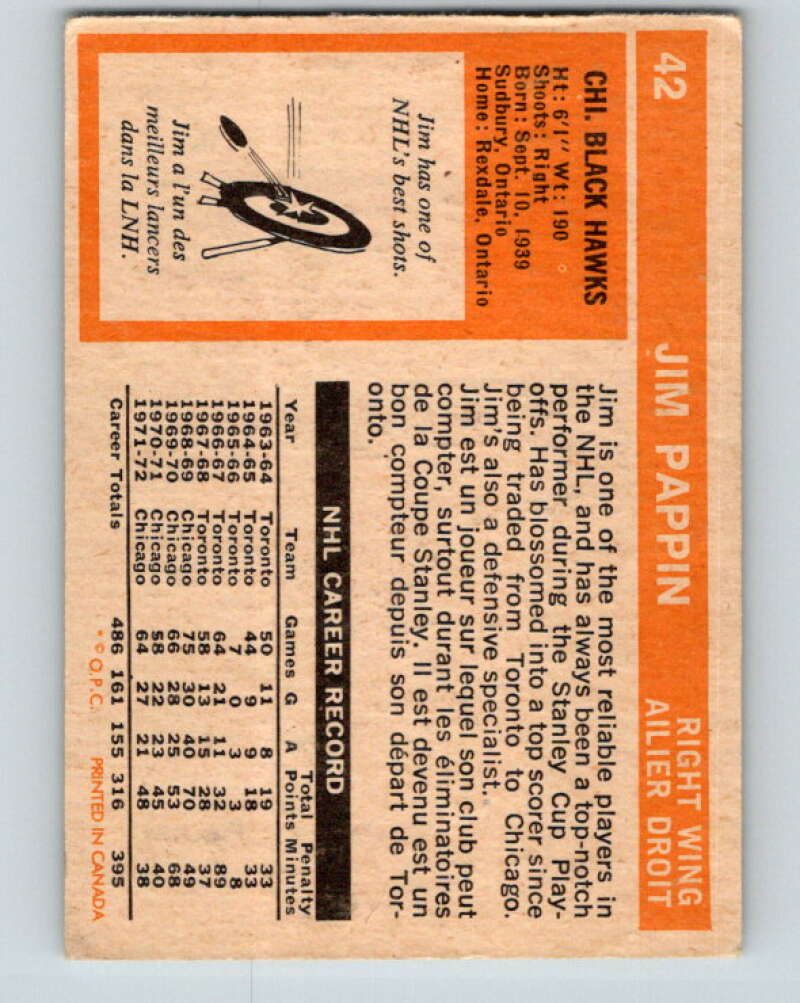 42 JIM PAPPIN RIGHT WING
AILIER DROIT
CHI. BLACK HAWKS
Ht: 6'1" Wt: 190
Shoots: Right
Born: Sept. 10, 1939
Sudbury, Ontario
Home: Rexdale, Ontario
Jim has one of
NHL's best shots.
Jim a l'un des
meilleurs lancers
dans la LNH.
Jim is one of the most reliable players in
the NHL, and has always been a top-notch
performer during the Stanley Cup Play-
offs. Has blossomed into a top scorer since
being traded from Toronto to Chicago.
Jim's also a defensive specialist.
Jim est un joueur sur lequel son club peut
compter, surtout durant les éliminatoires
de la Coupe Stanley. Il est devenu est un
bon compteur depuis son départ de Tor-
onto.
NHL CAREER RECORD
Total Penalty
Year Team Games G A Points Minutes
1963-64 Toronto 50 11 8 19 33
1964-65 Toronto 44 9 9 18 33
1965-66 Toronto 7 0 3 3 8
1966-67 Toronto 64 21 11 32 89
1967-68 Toronto 58 13 15 28 37
1968-69 Chicago 75 30 40 70 49
1969-70 Chicago 66 28 25 53 68
1970-71 Chicago 58 22 23 45 40
1971-72 Chicago 64 27 21 48 38
Career Totals 486 161 155 316 395
* © O.P.C. PRINTED IN CANADA